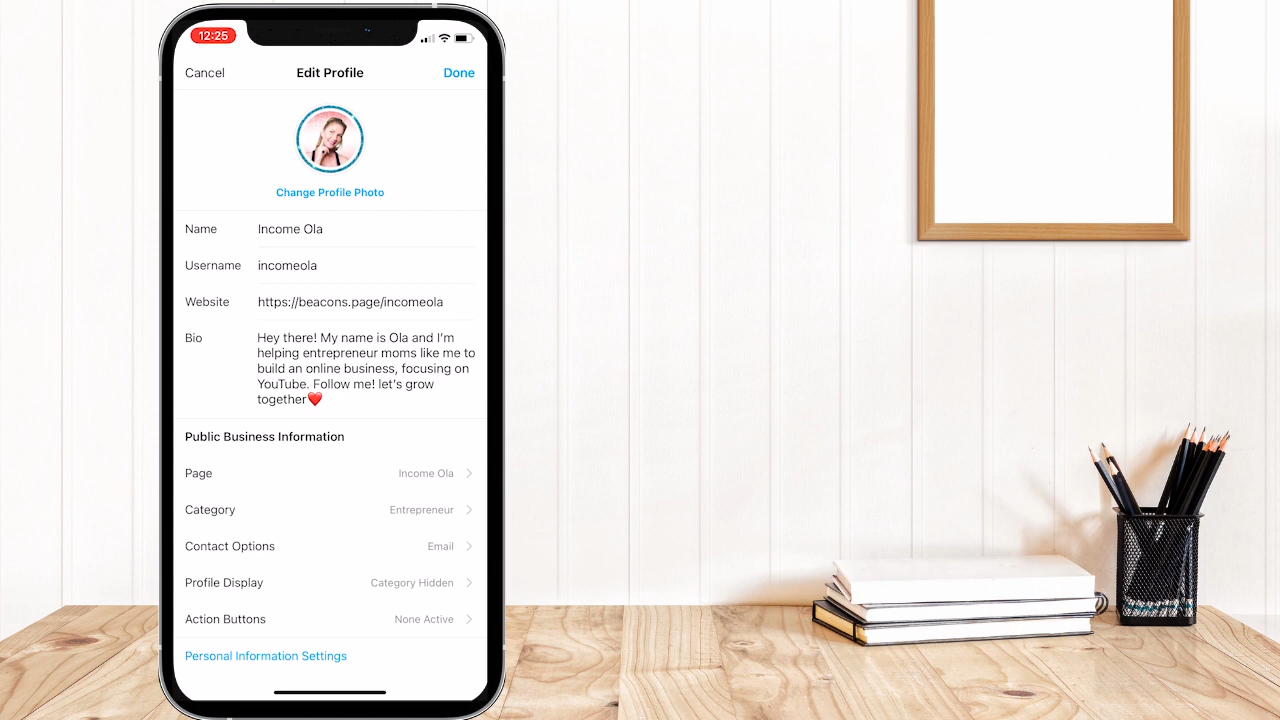 12:25
Cancel Edit Profile Done
Change Profile Photo
Name Income Ola
Username incomeola
Website https://beacons.page/incomeola
Bio Hey there! My name is Ola and I'm
helping entrepreneur moms like me to
build an online business, focusing on
YouTube. Follow me! let's grow
together❤️
Public Business Information
Page Income Ola
Category Entrepreneur
Contact Options Email
Profile Display Category Hidden
Action Buttons None Active
Personal Information Settings